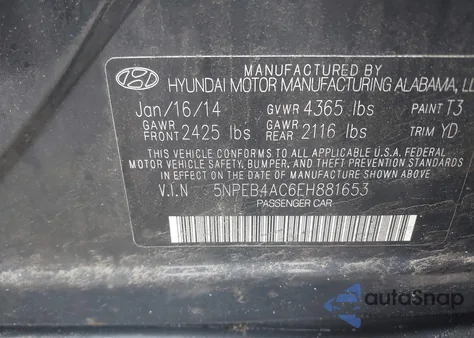 MANUFACTURED BY
HYUNDAI MOTOR MANUFACTURING ALABAMA, LL
Jan/16/14 GVWR 4365 lbs PAINT T3
GAWR FRONT 2425 lbs GAWR REAR 2116 lbs TRIM YD
THIS VEHICLE CONFORMS TO ALL APPLICABLE U.S.A. FEDERAL
MOTOR VEHICLE SAFETY, BUMPER, AND THEFT PREVENTION STANDARDS
IN EFFECT ON THE DATE OF MANUFACTURE SHOWN ABOVE.
V.I.N 5NPEB4AC6EH881653
PASSENGER CAR
autoSnap